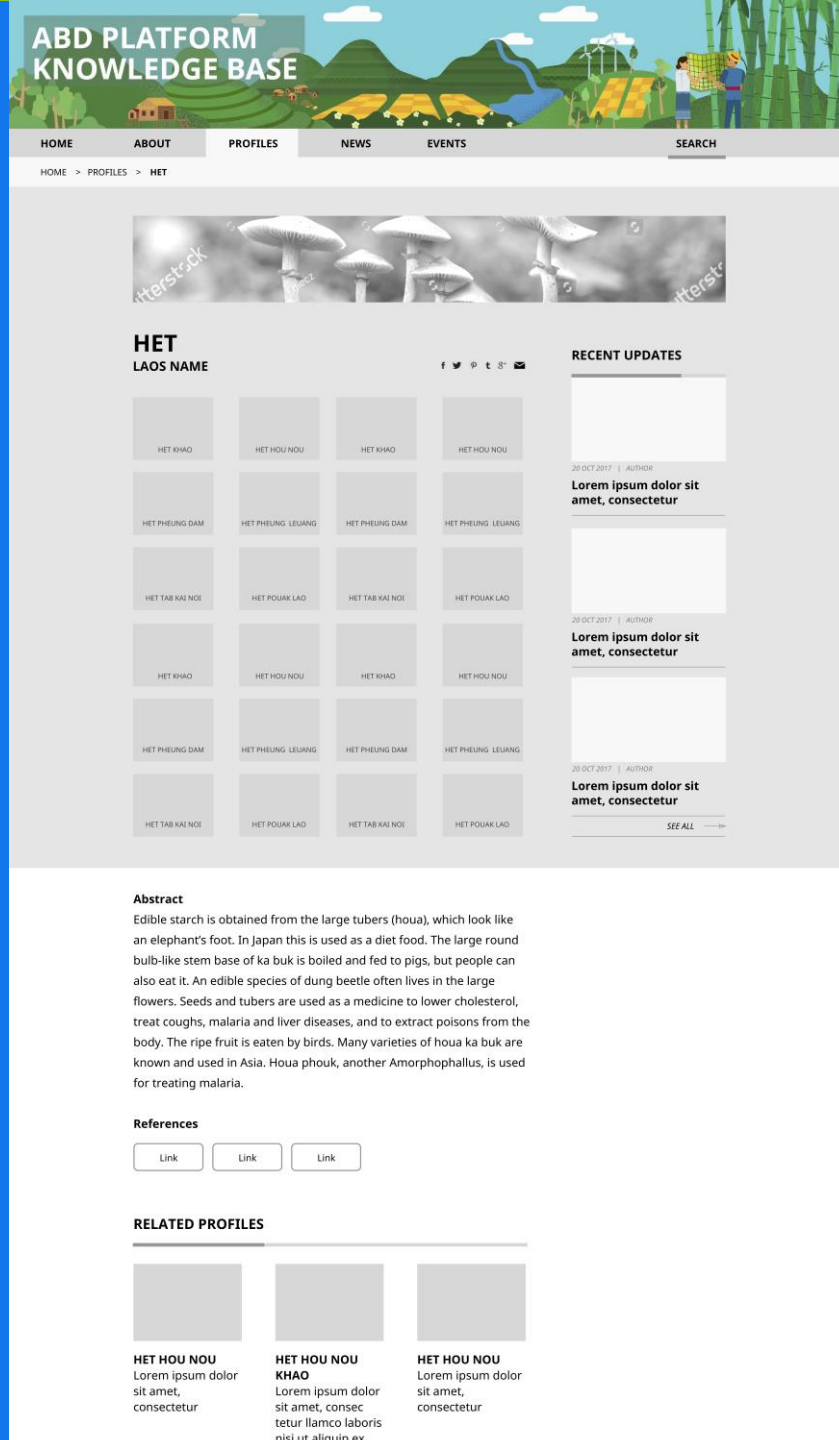 ABD PLATFORM
KNOWLEDGE BASE
HOME ABOUT PROFILES NEWS EVENTS SEARCH
HOME > PROFILES > HET
HET
LAOS NAME
HET KHAO HET HOU NOU HET KHAO HET HOU NOU
HET PHEUNG DAM HET PHEUNG LEUANG HET PHEUNG DAM HET PHEUNG LEUANG
HET TAB KAI NOI HET POUAK LAO HET TAB KAI NOI HET POUAK LAO
HET KHAO HET HOU NOU HET KHAO HET HOU NOU
HET PHEUNG DAM HET PHEUNG LEUANG HET PHEUNG DAM HET PHEUNG LEUANG
HET TAB KAI NOI HET POUAK LAO HET TAB KAI NOI HET POUAK LAO
RECENT UPDATES
20 OCT 2017 | AUTHOR
Lorem ipsum dolor sit
amet, consectetur
20 OCT 2017 | AUTHOR
Lorem ipsum dolor sit
amet, consectetur
20 OCT 2017 | AUTHOR
Lorem ipsum dolor sit
amet, consectetur
SEE ALL
Abstract
Edible starch is obtained from the large tubers (houa), which look like
an elephant's foot. In Japan this is used as a diet food. The large round
bulb-like stem base of ka buk is boiled and fed to pigs, but people can
also eat it. An edible species of dung beetle often lives in the large
flowers. Seeds and tubers are used as a medicine to lower cholesterol,
treat coughs, malaria and liver diseases, and to extract poisons from the
body. The ripe fruit is eaten by birds. Many varieties of houa ka buk are
known and used in Asia. Houa phouk, another Amorphophallus, is used
for treating malaria.
References
Link Link Link
RELATED PROFILES
HET HOU NOU
Lorem ipsum dolor
sit amet,
consectetur
HET HOU NOU
KHAO
Lorem ipsum dolor
sit amet, consec
tetur llamco laboris
nisi ut aliquip ex
HET HOU NOU
Lorem ipsum dolor
sit amet,
consectetur